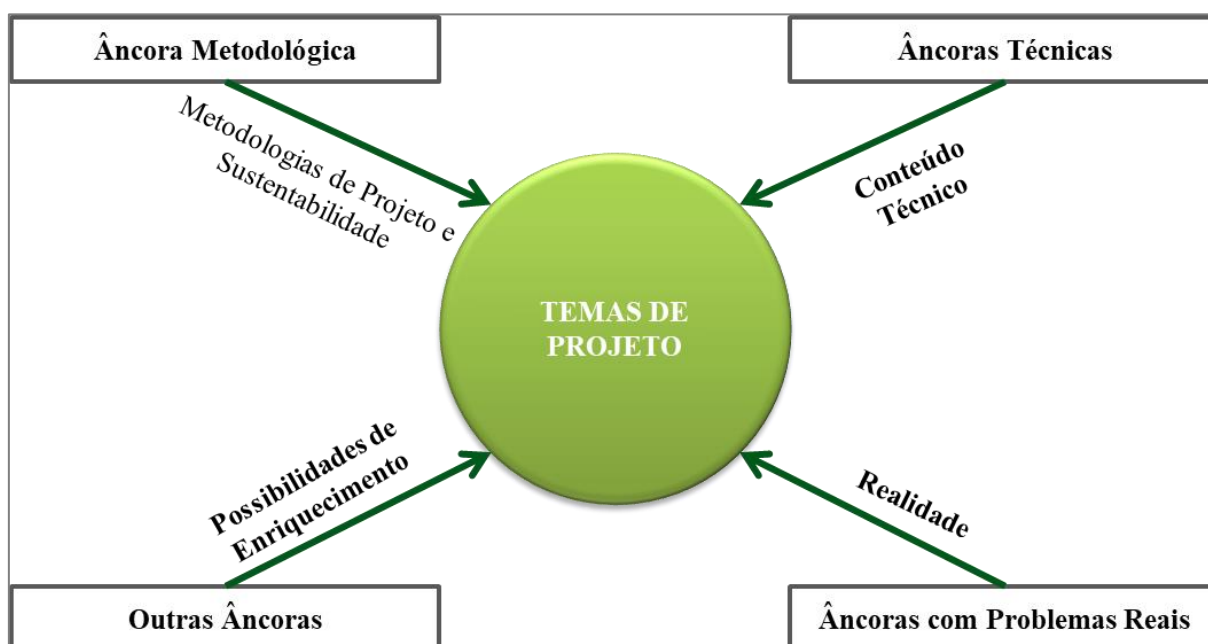 Âncora Metodológica
Âncoras Técnicas
Metodologias de Projeto e
Sustentabilidade
Conteúdo
Técnico
TEMAS DE
PROJETO
Possibilidades de
Enriquecimento
Realidade
Outras Âncoras
Âncoras com Problemas Reais